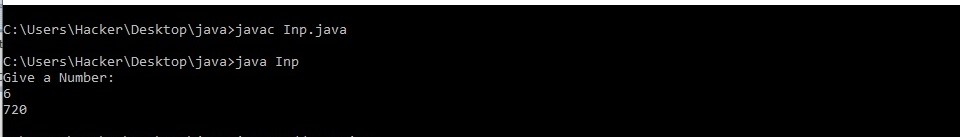 C:\Users\Hacker\Desktop\java>javac Inp.java
C:\Users\Hacker\Desktop\java>java Inp
Give a Number:
6
720